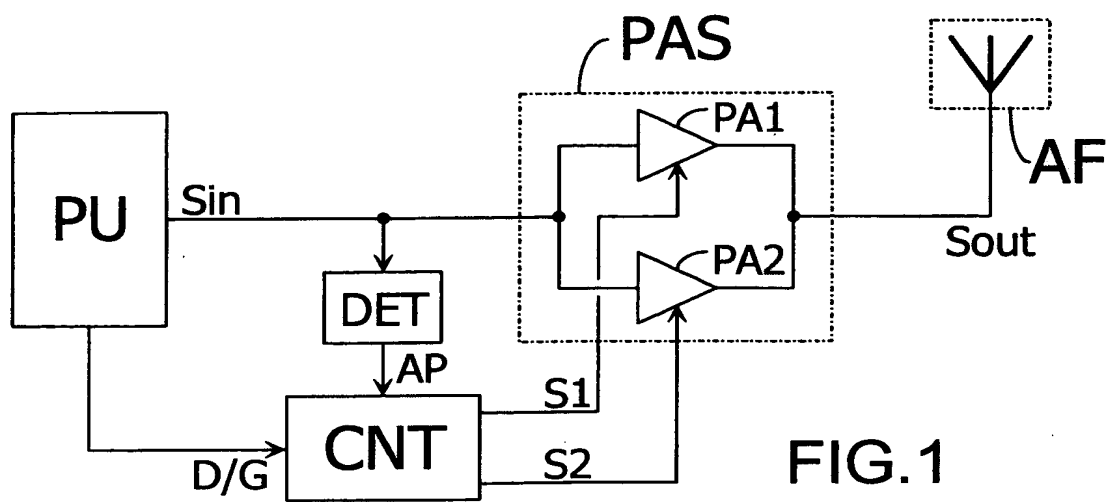 PAS
PA1
AF
PU
Sin
Sout
PA2
DET
AP
CNT
S1
D/G
S2
FIG.1